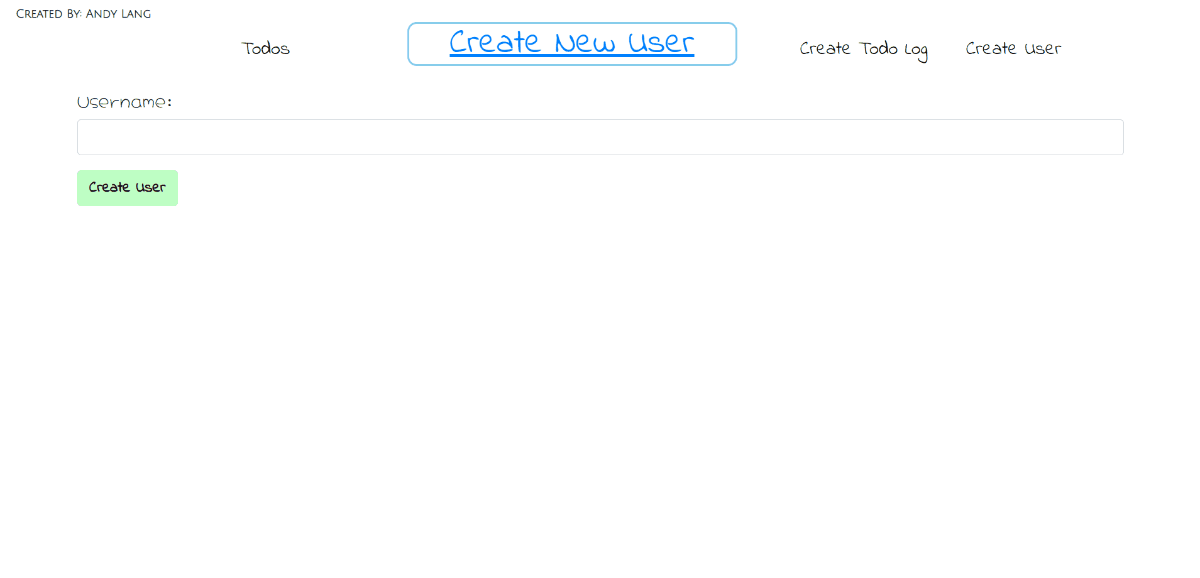 Created By: Andy Lang
Todos
Create New User
Create Todo Log
Create User
Username:
Create User